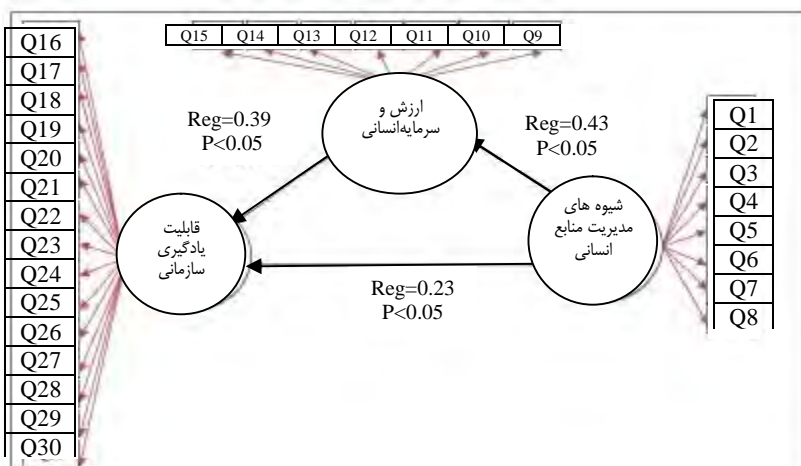 Q16
Q17
Q18
Q19
Q20
Q21
Q22
Q23
Q24
Q25
Q26
Q27
Q28
Q29
Q30
Q15 Q14 Q13 Q12 Q11 Q10 Q9
ارزش و
سرمایه‌انسانی
Reg=0.39
P<0.05
Reg=0.43
P<0.05
قابلیت
یادگیری
سازمانی
شیوه های
مدیریت منابع
انسانی
Reg=0.23
P<0.05
Q1
Q2
Q3
Q4
Q5
Q6
Q7
Q8